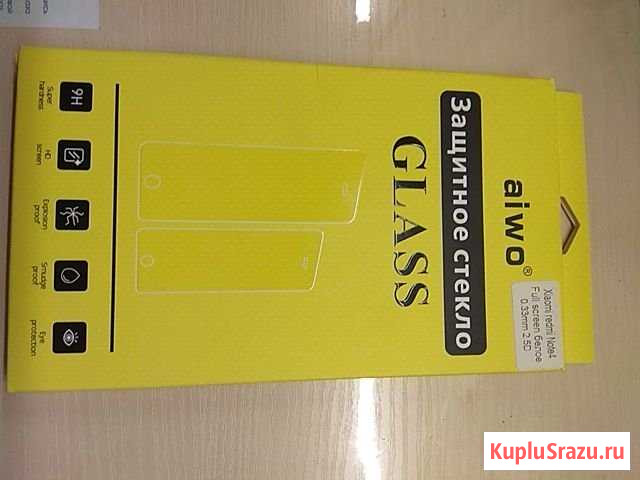 aiwo®
Защитное стекло
GLASS
Xiaomi redmi Note4
Full screen белое
0.33mm 2.5D
9H
Super
hardness
HD
screen
Explosion
proof
Smudge
proof
Eye
protection
KupluSrazu.ru